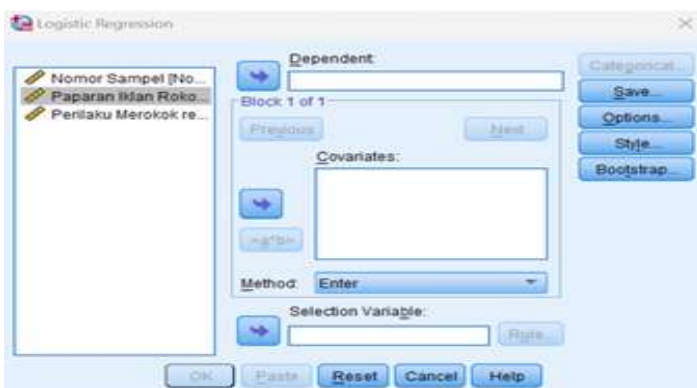 Logistic Regression
Nomor Sampel [No...
Paparan Iklan Roko...
Perilaku Merokok re...
Dependent:
Block 1 of 1
Previous
Next
Covariates:
>a*b>
Method: Enter
Selection Variable:
Rule...
Categorical...
Save...
Options...
Style...
Bootstrap...
OK Paste Reset Cancel Help